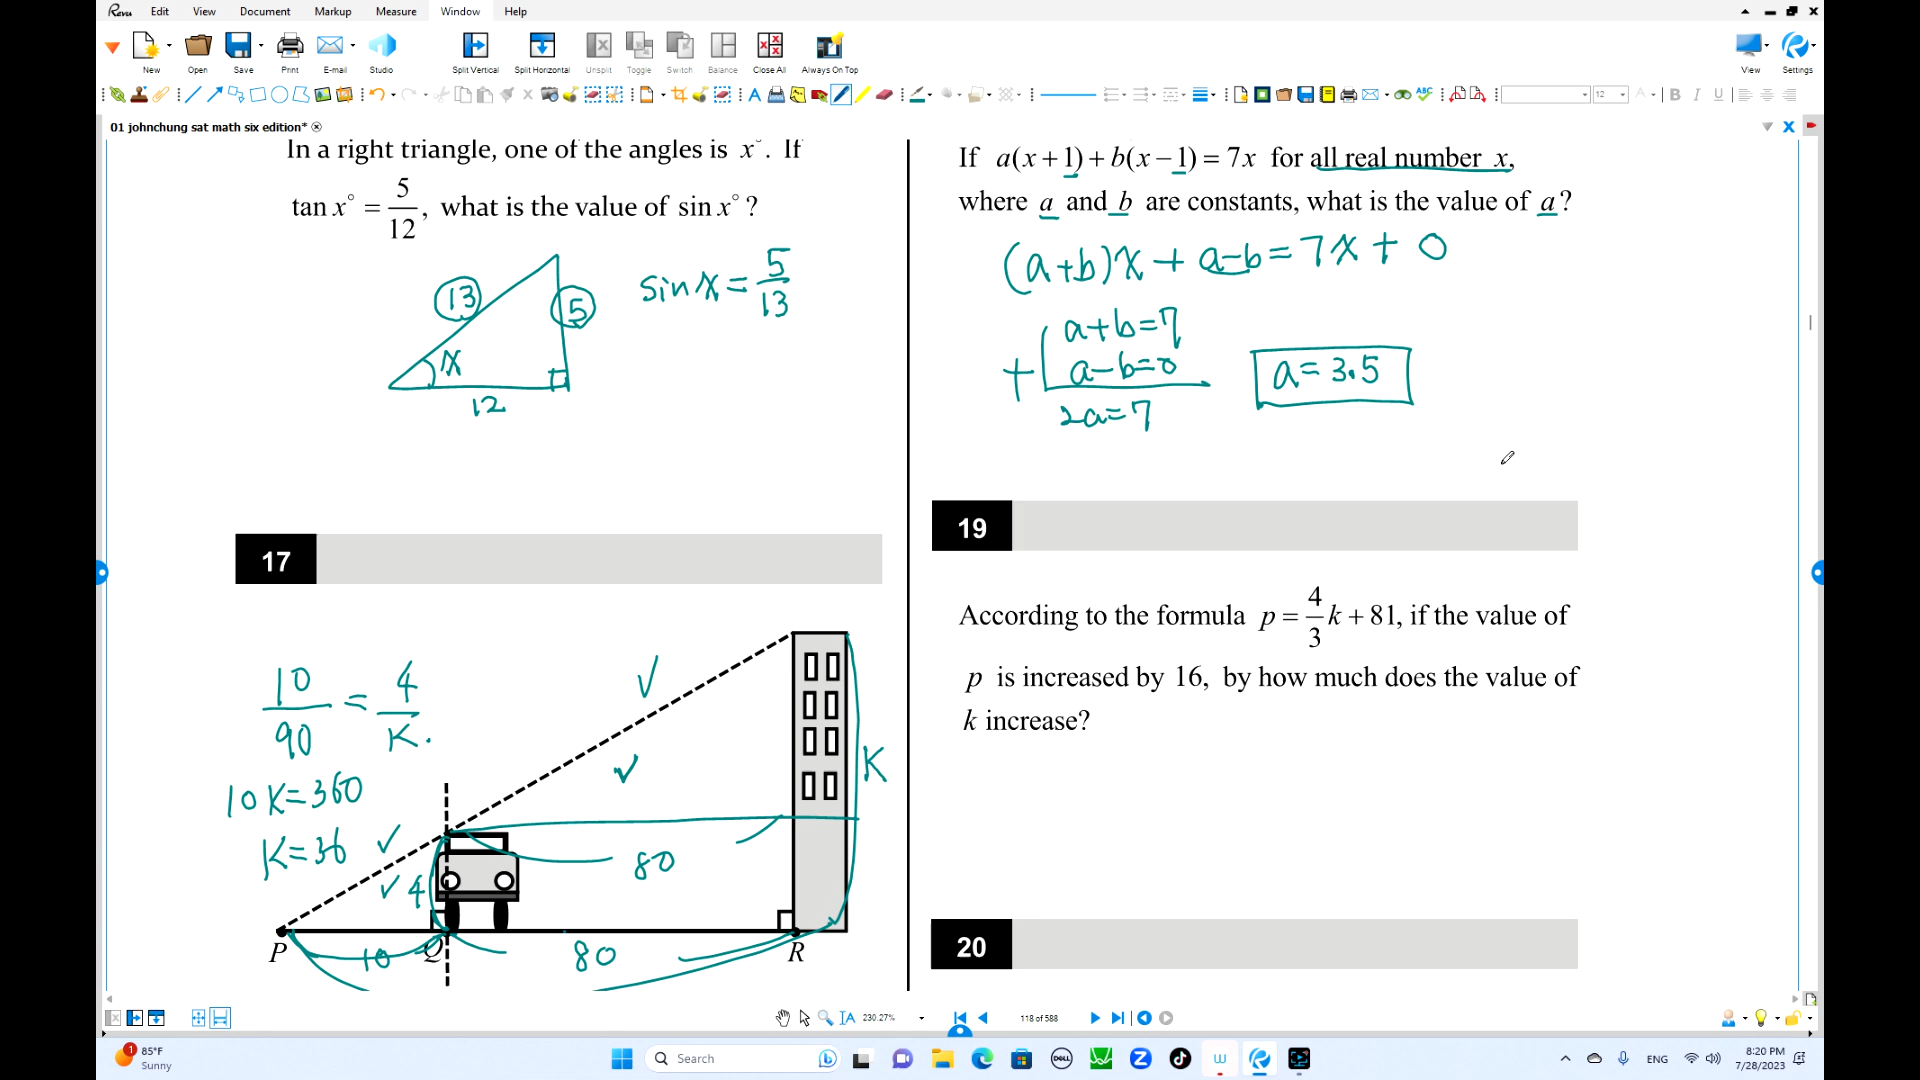 Revu File Edit View Document Markup Measure Window Help
New Open Save Print E-mail Studio Split Vertical Split Horizontal Unsplit Toggle Switch Balance Close All Always On Top View Settings
12 B I U
01 johnchung sat math six edition*
In a right triangle, one of the angles is x°. If
tan x° = 5/12, what is the value of sin x°?
13 5 x 12
sin x = 5/13
17
10/90 = 4/K.
10K=360
K=36
4 80 K
P 10 Q 80 R
If a(x+1)+b(x−1)=7x for all real number x,
where a and b are constants, what is the value of a?
(a+b)x + a-b = 7x + 0
a+b=7
+ a-b=0
2a=7
a=3.5
19
According to the formula p = 4/3 k + 81, if the value of
p is increased by 16, by how much does the value of
k increase?
20
230.27% 118 of 588
1 85°F
Sunny
Search
DELL
ENG
8:20 PM
7/28/2023